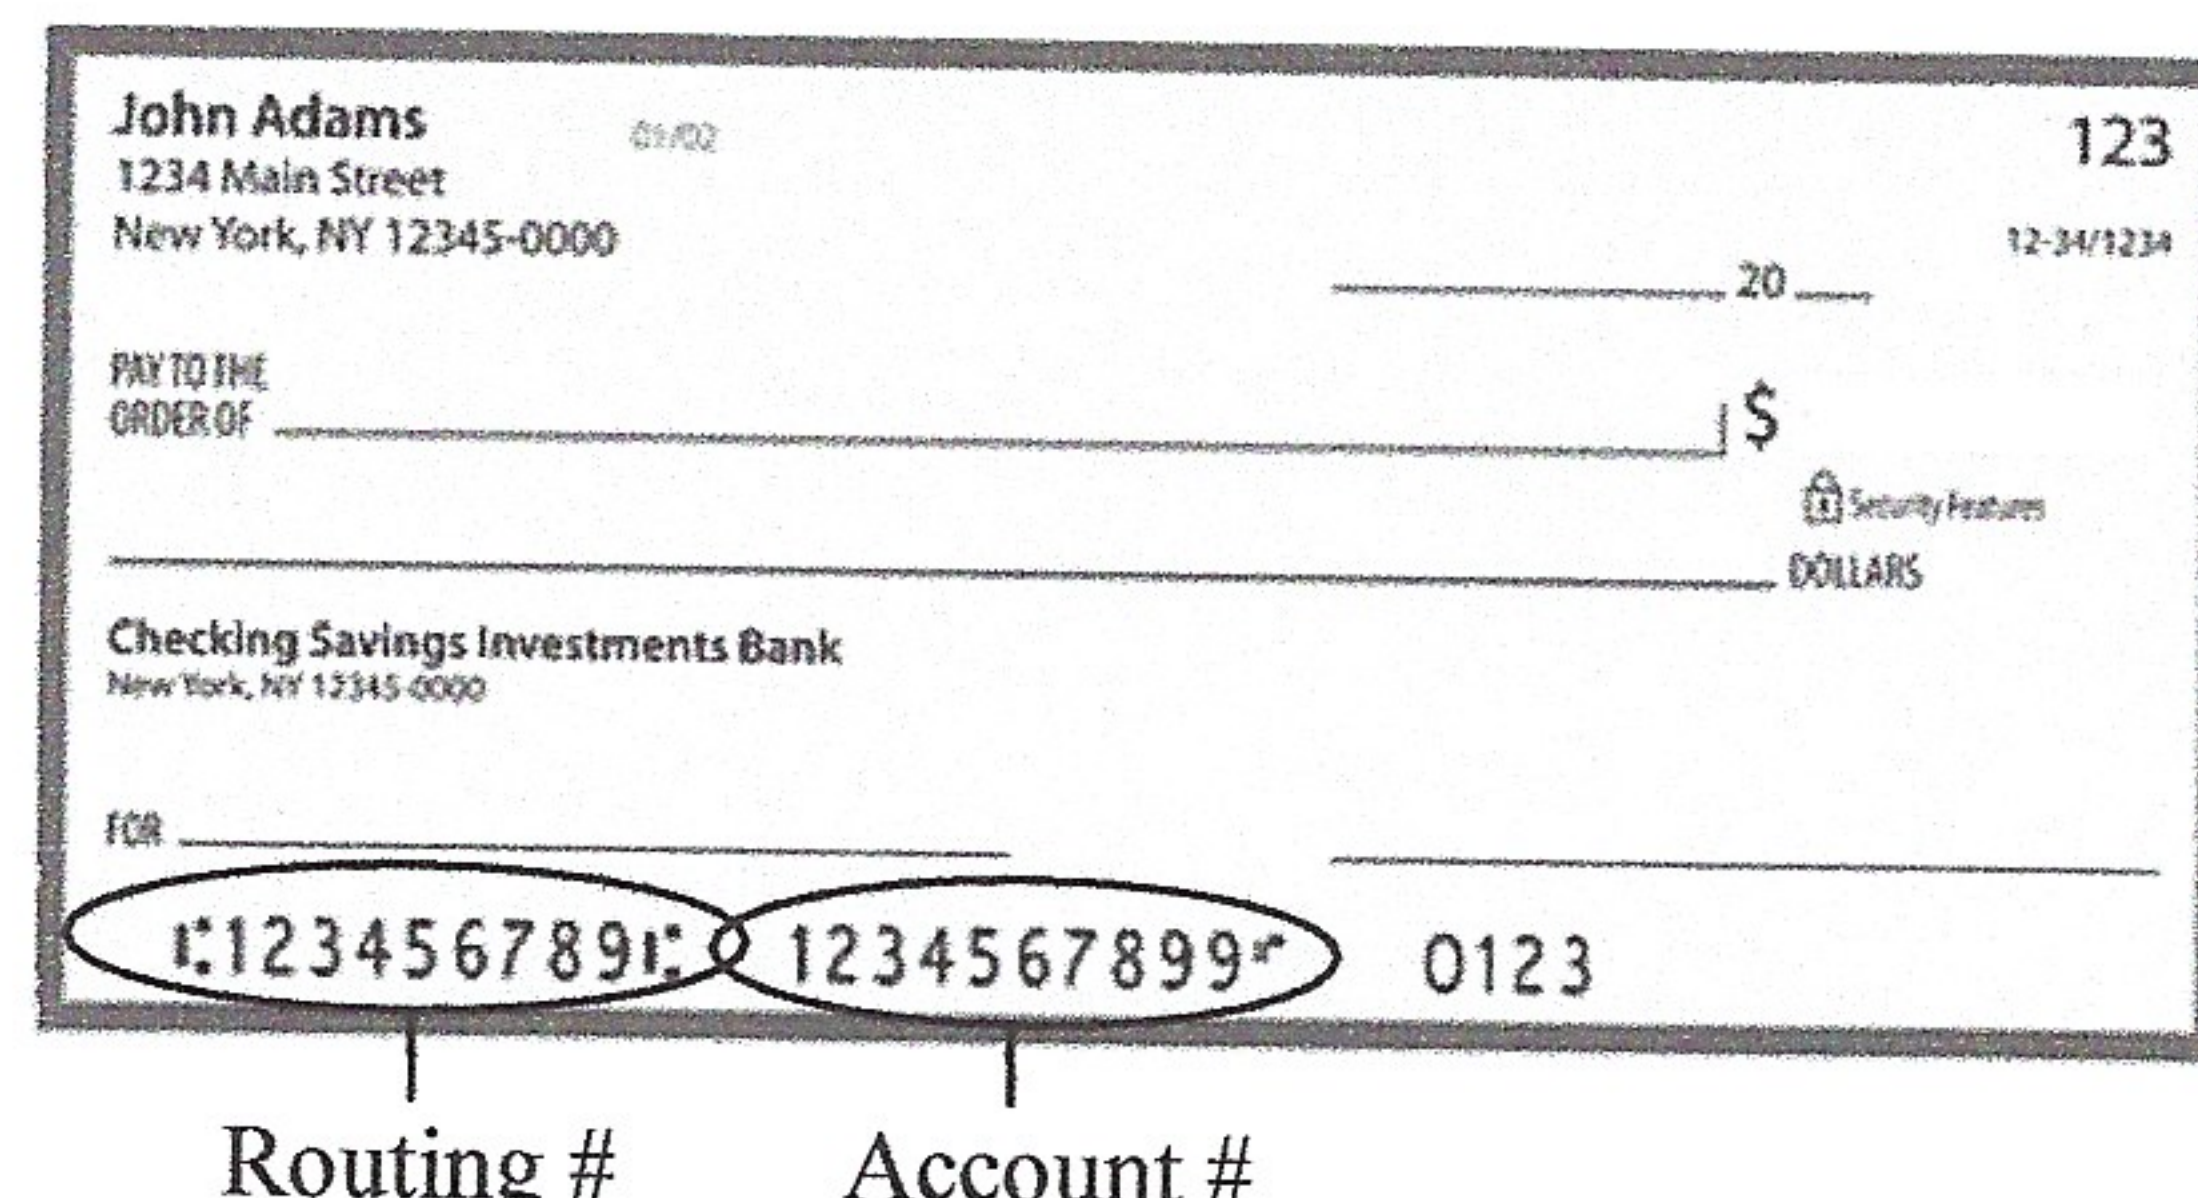 John Adams 01/02 123
1234 Main Street
New York, NY 12345-0000 12-34/1234
20
PAY TO THE
ORDER OF $
Security Features
DOLLARS
Checking Savings Investments Bank
New York, NY 12345-0000
FOR
⑆123456789⑆ 1234567899⑈ 0123
Routing # Account #